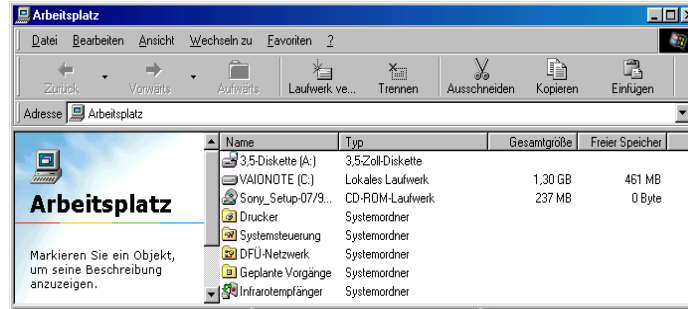 Arbeitsplatz
Datei Bearbeiten Ansicht Wechseln zu Favoriten ?
Zurück Vorwärts Aufwärts Laufwerk ve... Trennen Ausschneiden Kopieren Einfügen
Adresse Arbeitsplatz
Name Typ Gesamtgröße Freier Speicher
3,5-Diskette (A:) 3,5-Zoll-Diskette
VAIONOTE (C:) Lokales Laufwerk 1,30 GB 461 MB
Sony_Setup-07/9... CD-ROM-Laufwerk 237 MB 0 Byte
Drucker Systemordner
Systemsteuerung Systemordner
DFÜ-Netzwerk Systemordner
Geplante Vorgänge Systemordner
Infrarotempfänger Systemordner
Arbeitsplatz
Markieren Sie ein Objekt,
um seine Beschreibung
anzuzeigen.